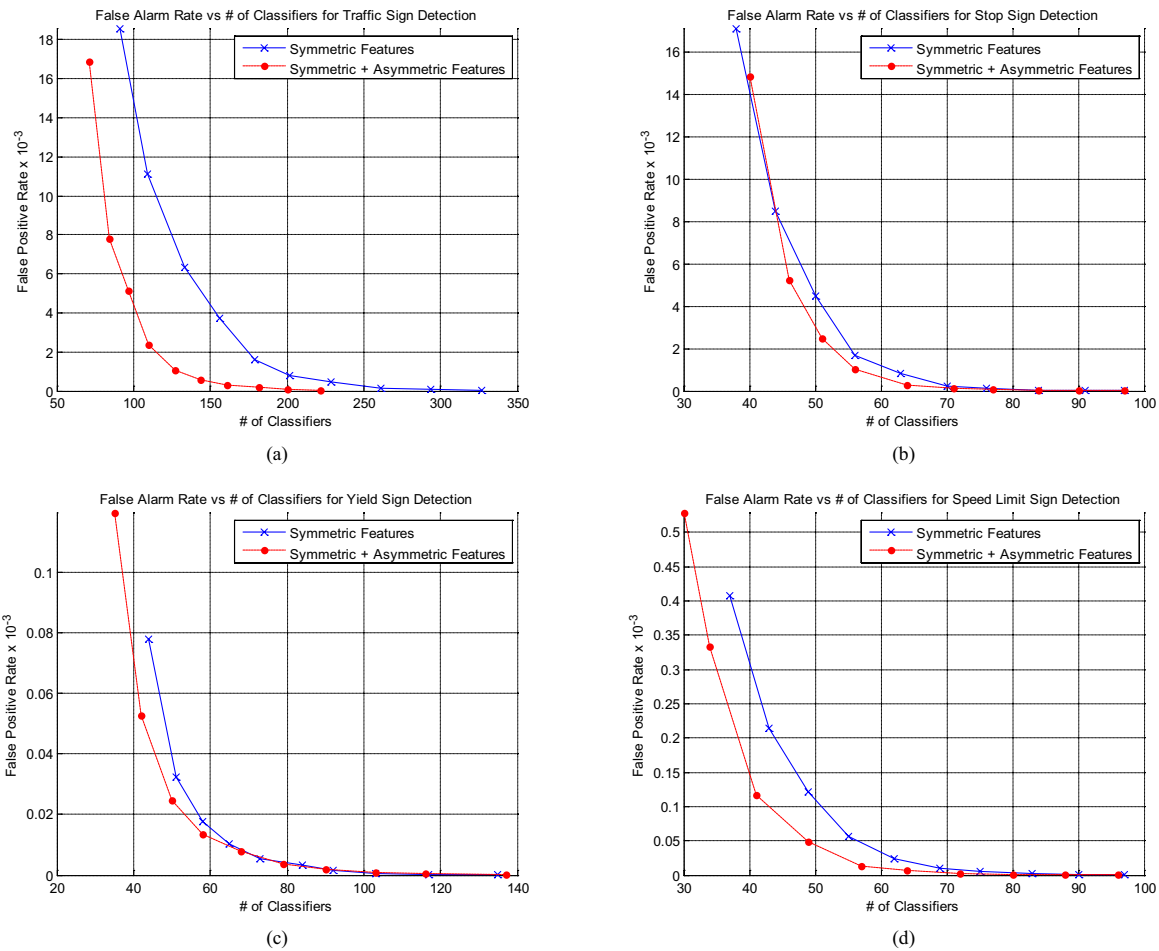 False Alarm Rate vs # of Classifiers for Traffic Sign Detection
18
16
14
12
10
8
6
4
2
0
False Positive Rate x 10-3
50 100 150 200 250 300 350
# of Classifiers
Symmetric Features
Symmetric + Asymmetric Features
(a)
False Alarm Rate vs # of Classifiers for Stop Sign Detection
16
14
12
10
8
6
4
2
0
False Positive Rate x 10-3
30 40 50 60 70 80 90 100
# of Classifiers
Symmetric Features
Symmetric + Asymmetric Features
(b)
False Alarm Rate vs # of Classifiers for Yield Sign Detection
0.1
0.08
0.06
0.04
0.02
0
False Positive Rate x 10-3
20 40 60 80 100 120 140
# of Classifiers
Symmetric Features
Symmetric + Asymmetric Features
(c)
False Alarm Rate vs # of Classifiers for Speed Limit Sign Detection
0.5
0.45
0.4
0.35
0.3
0.25
0.2
0.15
0.1
0.05
0
False Positive Rate x 10-3
30 40 50 60 70 80 90 100
# of Classifiers
Symmetric Features
Symmetric + Asymmetric Features
(d)